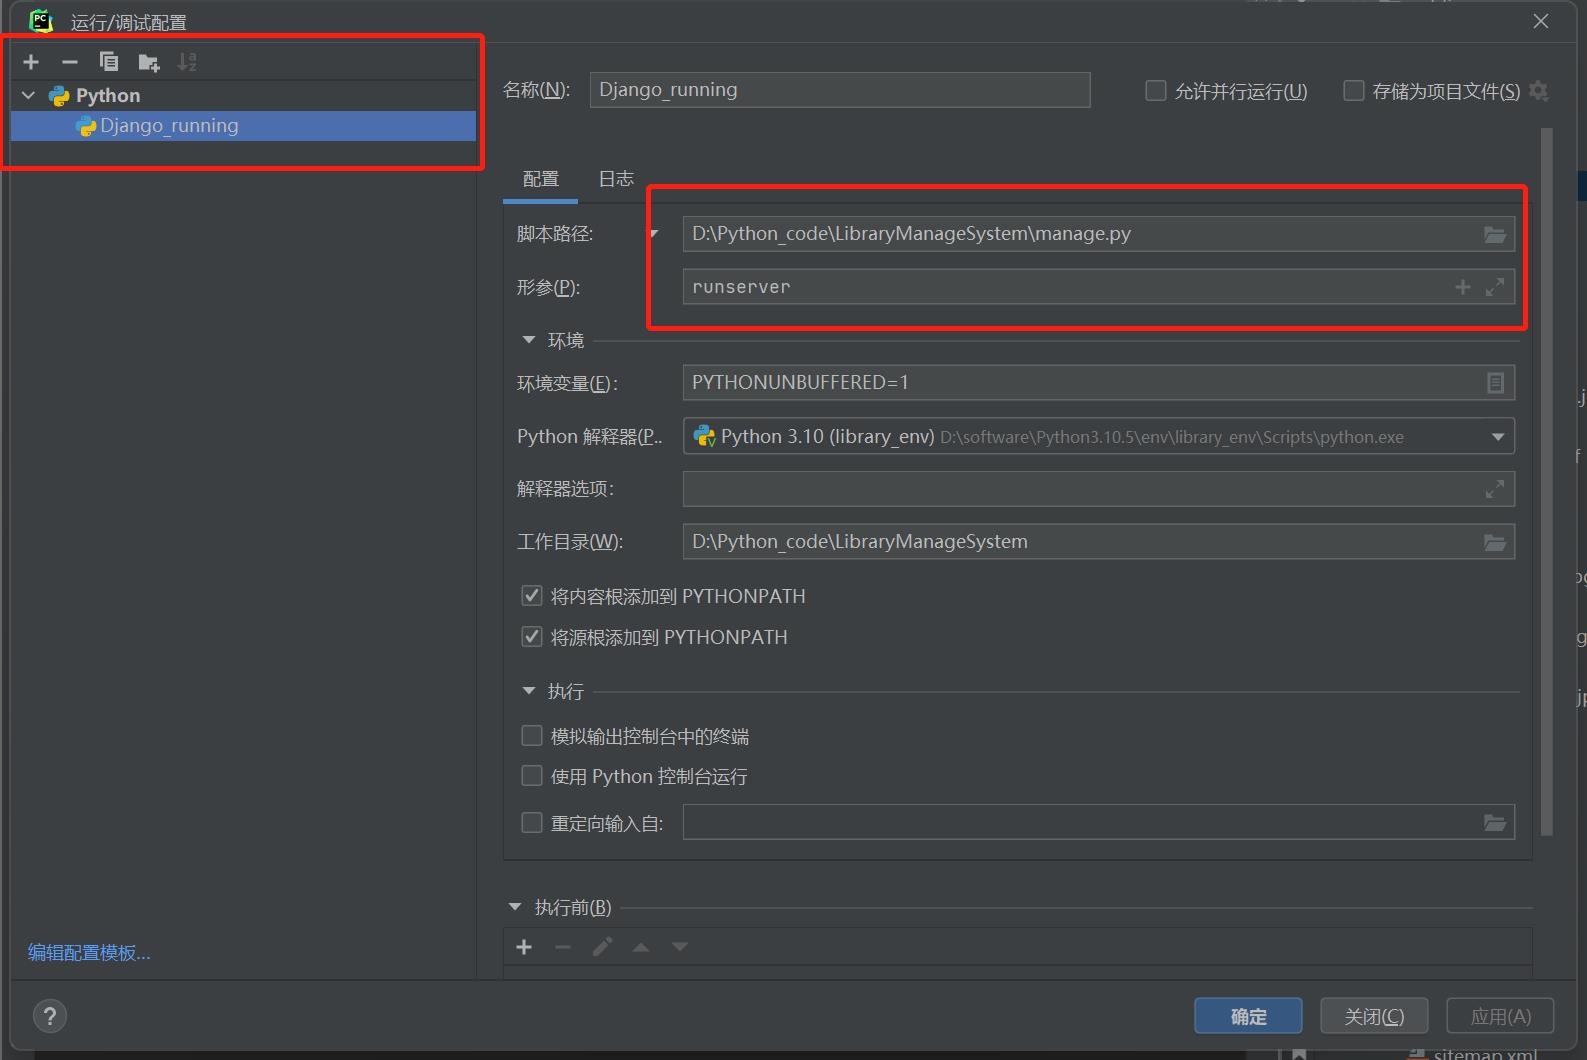 运行/调试配置
Python
Django_running
名称(N):
Django_running
允许并行运行(U)
存储为项目文件(S)
配置
日志
脚本路径:
D:\Python_code\LibraryManageSystem\manage.py
形参(P):
runserver
环境
环境变量(E):
PYTHONUNBUFFERED=1
Python 解释器(P..
Python 3.10 (library_env) D:\software\Python3.10.5\env\library_env\Scripts\python.exe
解释器选项:
工作目录(W):
D:\Python_code\LibraryManageSystem
将内容根添加到 PYTHONPATH
将源根添加到 PYTHONPATH
执行
模拟输出控制台中的终端
使用 Python 控制台运行
重定向输入自:
执行前(B)
编辑配置模板...
?
确定
关闭(C)
应用(A)
sitemap.xml